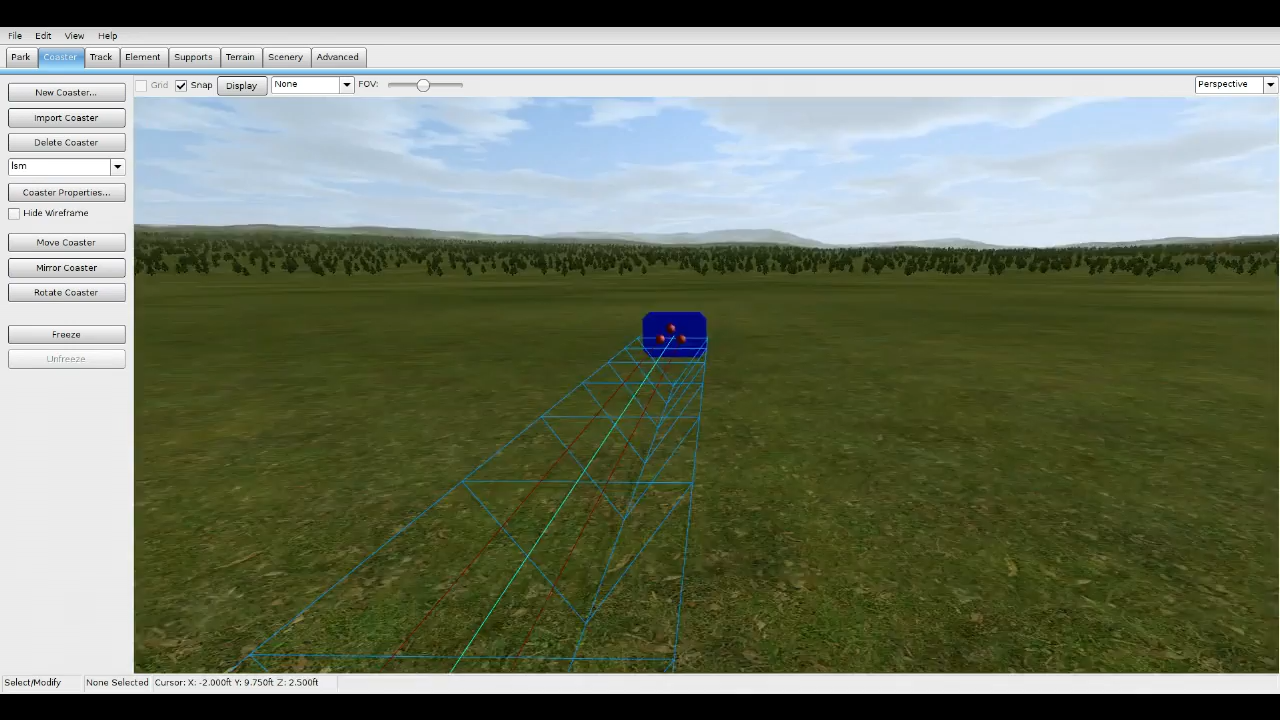 File Edit View Help
Park Coaster Track Element Supports Terrain Scenery Advanced
Grid Snap Display None FOV: Perspective
New Coaster...
Import Coaster
Delete Coaster
lsm
Coaster Properties...
Hide Wireframe
Move Coaster
Mirror Coaster
Rotate Coaster
Freeze
Unfreeze
Select/Modify None Selected Cursor: X: -2.000ft Y: 9.750ft Z: 2.500ft